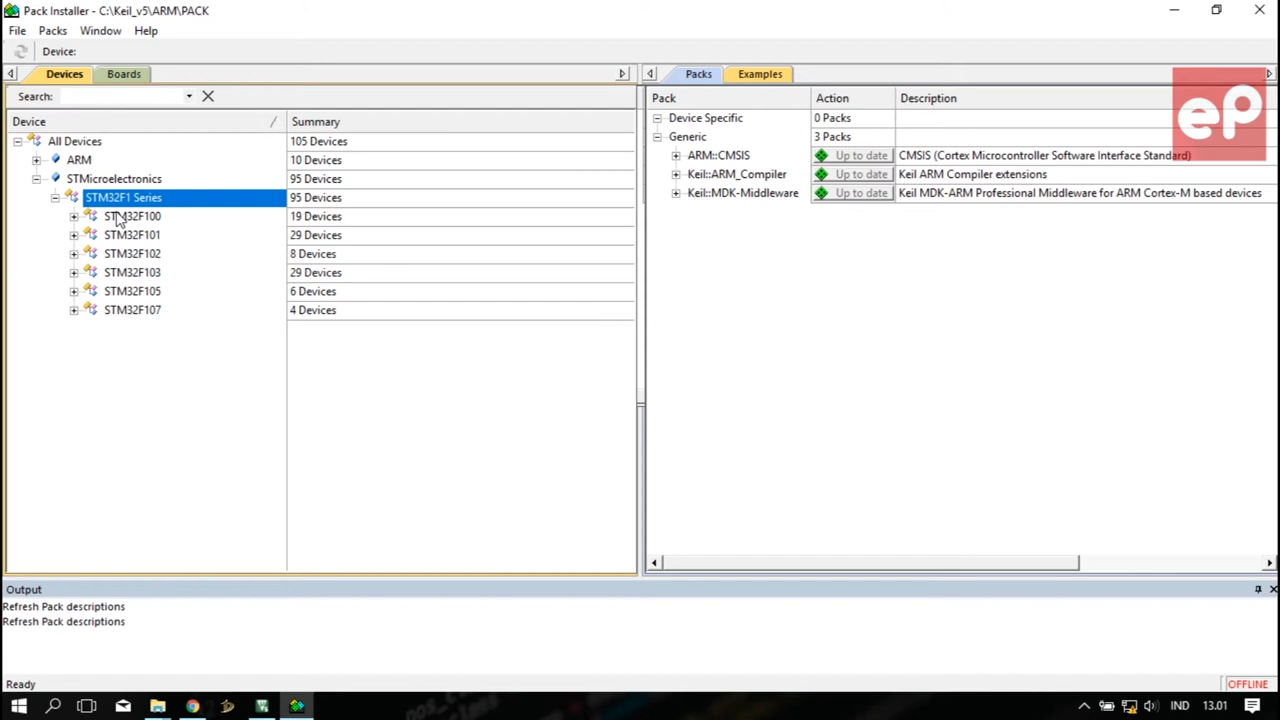 Pack Installer - C:\Keil_v5\ARM\PACK
File Packs Window Help
Device:
Devices Boards
Packs Examples
Search:
Device / Summary
Pack Action Description
All Devices 105 Devices
ARM 10 Devices
STMicroelectronics 95 Devices
STM32F1 Series 95 Devices
STM32F100 19 Devices
STM32F101 29 Devices
STM32F102 8 Devices
STM32F103 29 Devices
STM32F105 6 Devices
STM32F107 4 Devices
Device Specific 0 Packs
Generic 3 Packs
ARM::CMSIS Up to date CMSIS (Cortex Microcontroller Software Interface Standard)
Keil::ARM_Compiler Up to date Keil ARM Compiler extensions
Keil::MDK-Middleware Up to date Keil MDK-ARM Professional Middleware for ARM Cortex-M based devices
eP
Output
Refresh Pack descriptions
Refresh Pack descriptions
Ready OFFLINE
IND 13.01